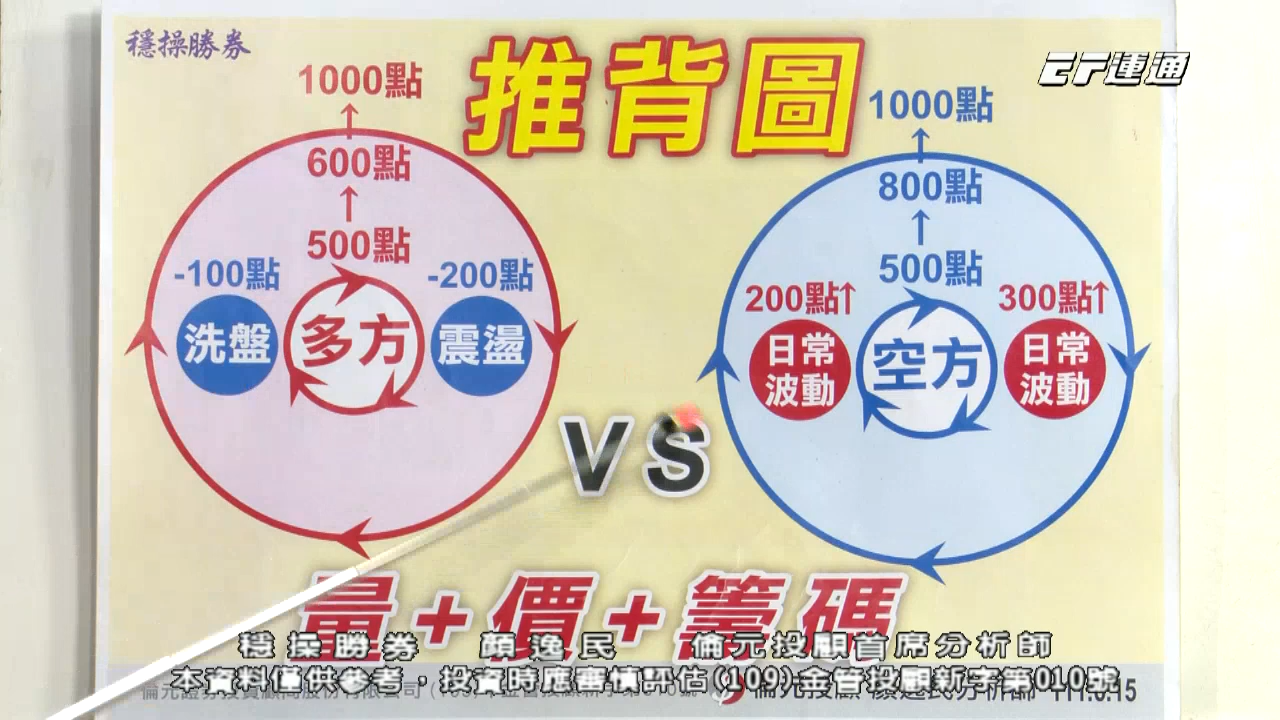 穩操勝券
推背圖
ET運通
1000點
600點
500點
-100點
-200點
洗盤
多方
震盪
1000點
800點
500點
200點↑
300點↑
日常
波動
空方
日常
波動
VS
量+價+籌碼
穩操勝券 顏逸民 倫元投顧首席分析師
本資料僅供參考，投資時應審慎評估(109)金管投顧新字第010號